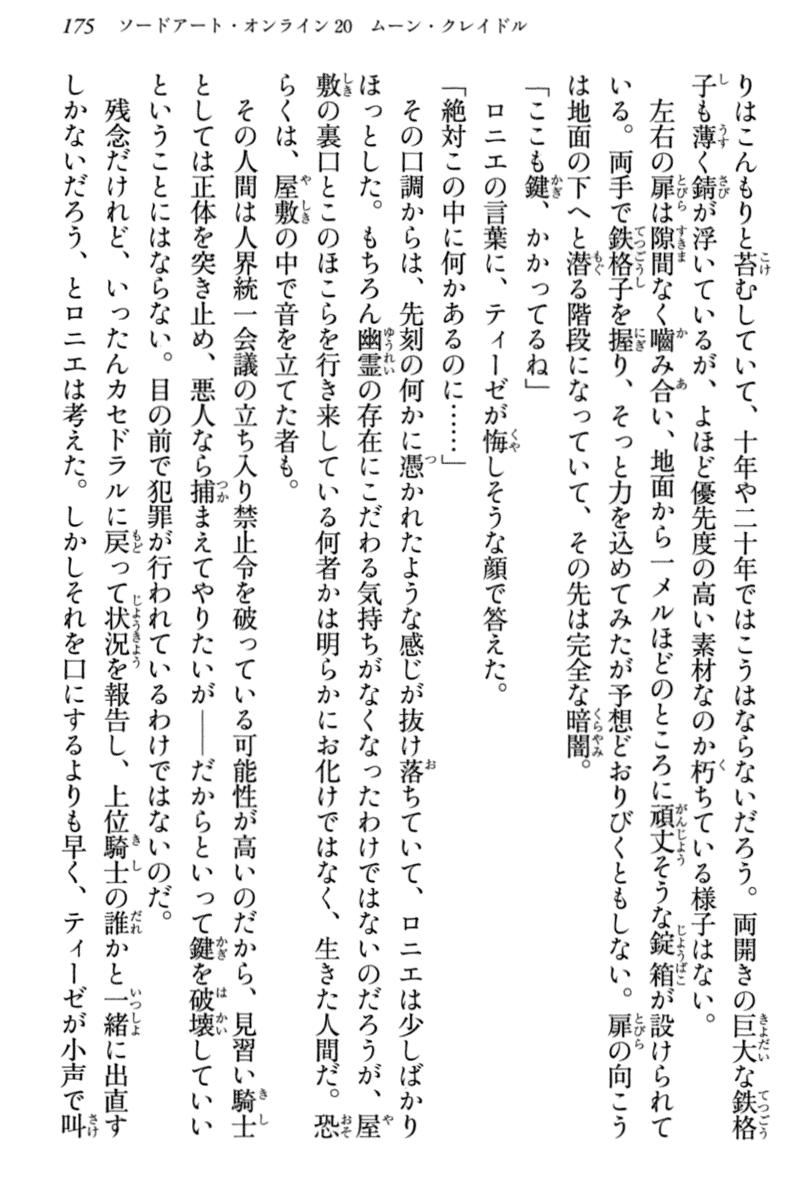 175　ソードアート・オンライン20　ムーン・クレイドル
りはこんもりと苔むしていて、十年や二十年ではこうはならないだろう。両開きの巨大な鉄格
子も薄く錆が浮いているが、よほど優先度の高い素材なのか朽ちている様子はない。
　左右の扉は隙間なく嚙み合い、地面から一メルほどのところに頑丈そうな錠箱が設けられて
いる。両手で鉄格子を握り、そっと力を込めてみたが予想どおりびくともしない。扉の向こう
は地面の下へと潜る階段になっていて、その先は完全な暗闇。
「ここも鍵、かかってるね」
　ロニエの言葉に、ティーゼが悔しそうな顔で答えた。
「絶対この中に何かあるのに……」
　その口調からは、先刻の何かに憑かれたような感じが抜け落ちていて、ロニエは少しばかり
ほっとした。もちろん幽霊の存在にこだわる気持ちがなくなったわけではないのだろうが、屋
敷の裏口とこのほこらを行き来している何者かは明らかにお化けではなく、生きた人間だ。恐
らくは、屋敷の中で音を立てた者も。
　その人間は人界統一会議の立ち入り禁止令を破っている可能性が高いのだから、見習い騎士
としては正体を突き止め、悪人なら捕まえてやりたいが――だからといって鍵を破壊していい
ということにはならない。目の前で犯罪が行われているわけではないのだ。
　残念だけれど、いったんカセドラルに戻って状況を報告し、上位騎士の誰かと一緒に出直す
しかないだろう、とロニエは考えた。しかしそれを口にするよりも早く、ティーゼが小声で叫